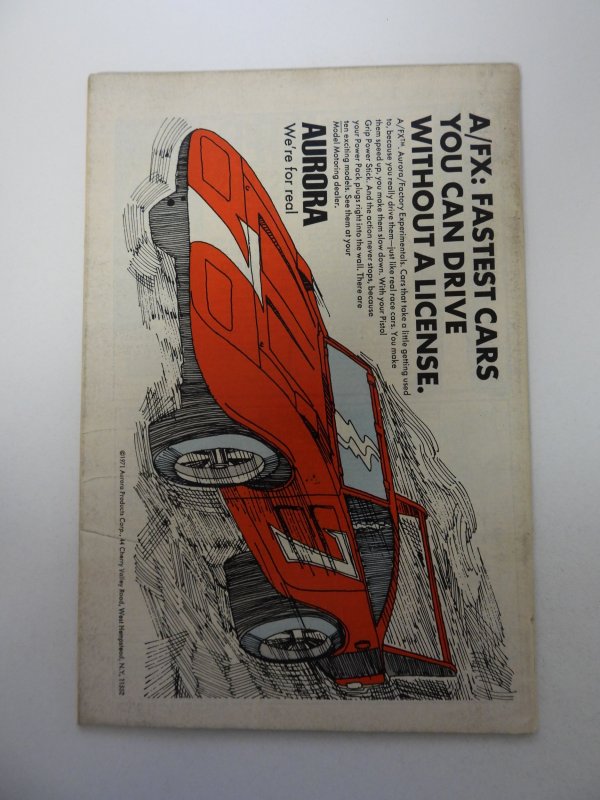 A/FX: FASTEST CARS
YOU CAN DRIVE
WITHOUT A LICENSE.
A/FX™. Aurora/Factory Experimentals. Cars that take a little getting used
to, because you really drive them—just like real race cars. You make
them speed up, you make them slow down. With your Pistol
Grip Power Stick. And the action never stops, because
your Power Pack plugs right into the wall. There are
ten exciting models. See them at your
Model Motoring dealer.
AURORA
We're for real
7
7
©1971 Aurora Products Corp., 44 Cherry Valley Road, West Hempstead, N.Y. 11552